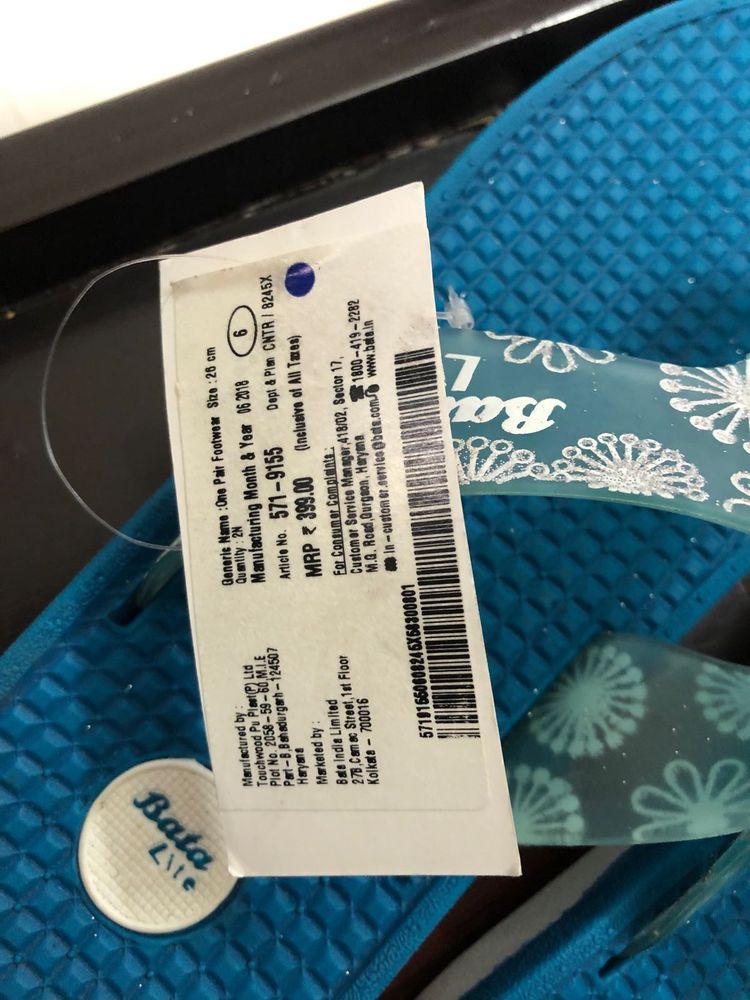 Generic Name : One Pair Footwear Size : 26 cm
Quantity : 2N
6
Manufacturing Month & Year 06 2018
Dept & Plan CNTR / 8245X
Article No. 571-9155
MRP ₹ 399.00 (Inclusive of All Taxes)
For Consumer Complaints :
Customer Service Manager,418/02, Sector 17,
M.G. Road,Gurgaon, Haryana. 1800-419-2282
in-customer.service@bata.com www.bata.in
Manufactured by :
Touchwood Pu Plast(P) Ltd
Plot No. 2058-59-60,M.I.E
Part-B,Bahadurgarh-124507
Haryana
Marketed by :
Bata India Limited
27B,Camac Street,1st Floor
Kolkata - 700016
Bata
L
Bata
Lite